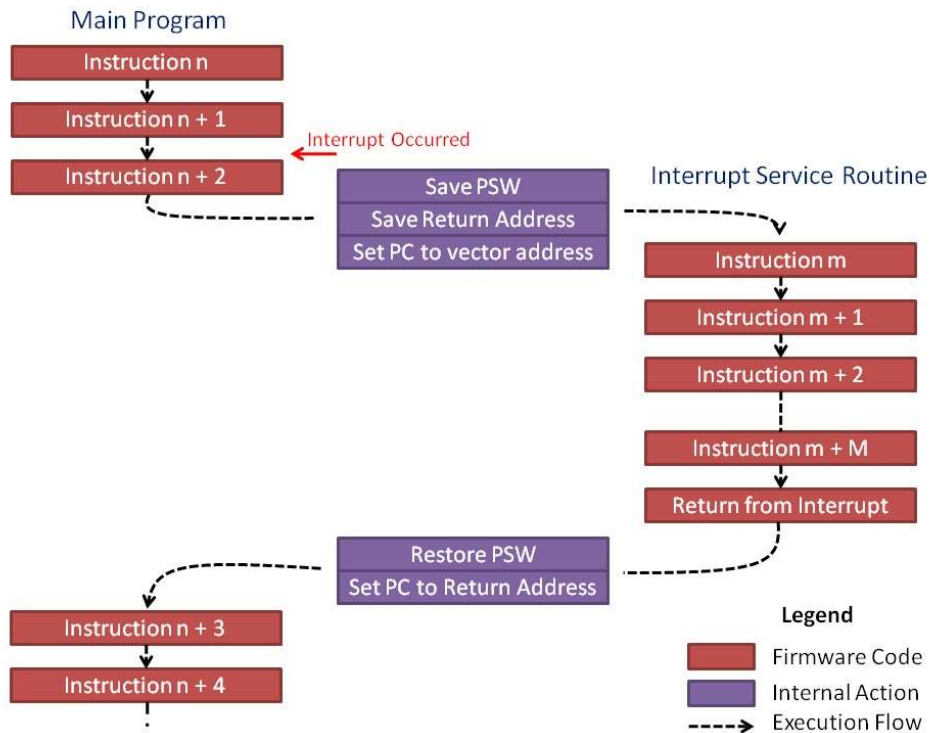 Main Program
Instruction n
Instruction n + 1
Interrupt Occurred
Instruction n + 2
Save PSW
Save Return Address
Set PC to vector address
Interrupt Service Routine
Instruction m
Instruction m + 1
Instruction m + 2
Instruction m + M
Return from Interrupt
Restore PSW
Set PC to Return Address
Instruction n + 3
Instruction n + 4
Legend
Firmware Code
Internal Action
Execution Flow